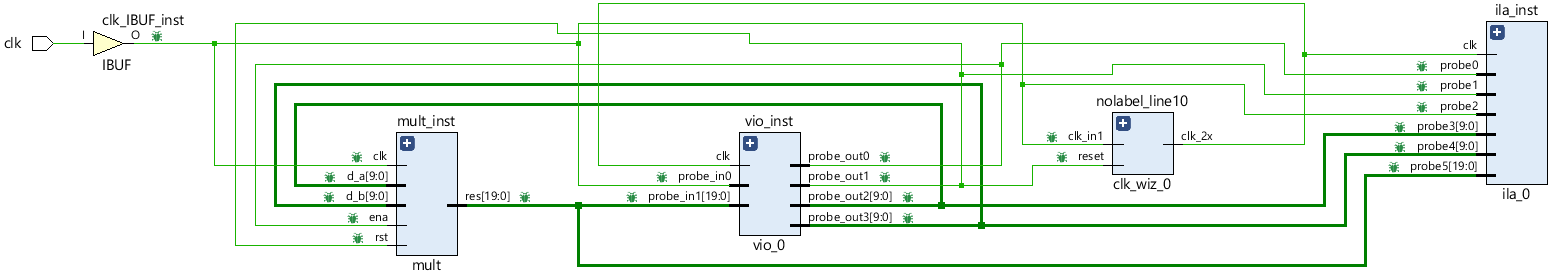 clk
clk_IBUF_inst
I
O
IBUF
mult_inst
clk
d_a[9:0]
d_b[9:0]
ena
rst
res[19:0]
mult
vio_inst
clk
probe_in0
probe_in1[19:0]
probe_out0
probe_out1
probe_out2[9:0]
probe_out3[9:0]
vio_0
nolabel_line10
clk_in1
reset
clk_2x
clk_wiz_0
ila_inst
clk
probe0
probe1
probe2
probe3[9:0]
probe4[9:0]
probe5[19:0]
ila_0